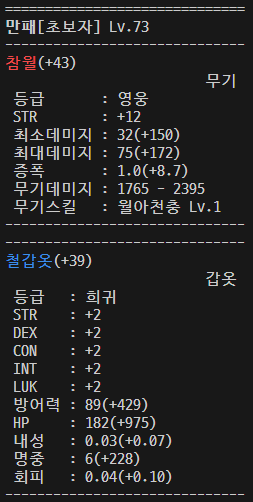 ==============================
만패[초보자] Lv.73
------------------------------
참월(+43)
무기
등급 : 영웅
STR : +12
최소데미지 : 32(+150)
최대데미지 : 75(+172)
증폭 : 1.0(+8.7)
무기데미지 : 1765 - 2395
무기스킬 : 월아천충 Lv.1
------------------------------
------------------------------
철갑옷(+39)
갑옷
등급 : 희귀
STR : +2
DEX : +2
CON : +2
INT : +2
LUK : +2
방어력 : 89(+429)
HP : 182(+975)
내성 : 0.03(+0.07)
명중 : 6(+228)
회피 : 0.04(+0.10)
------------------------------